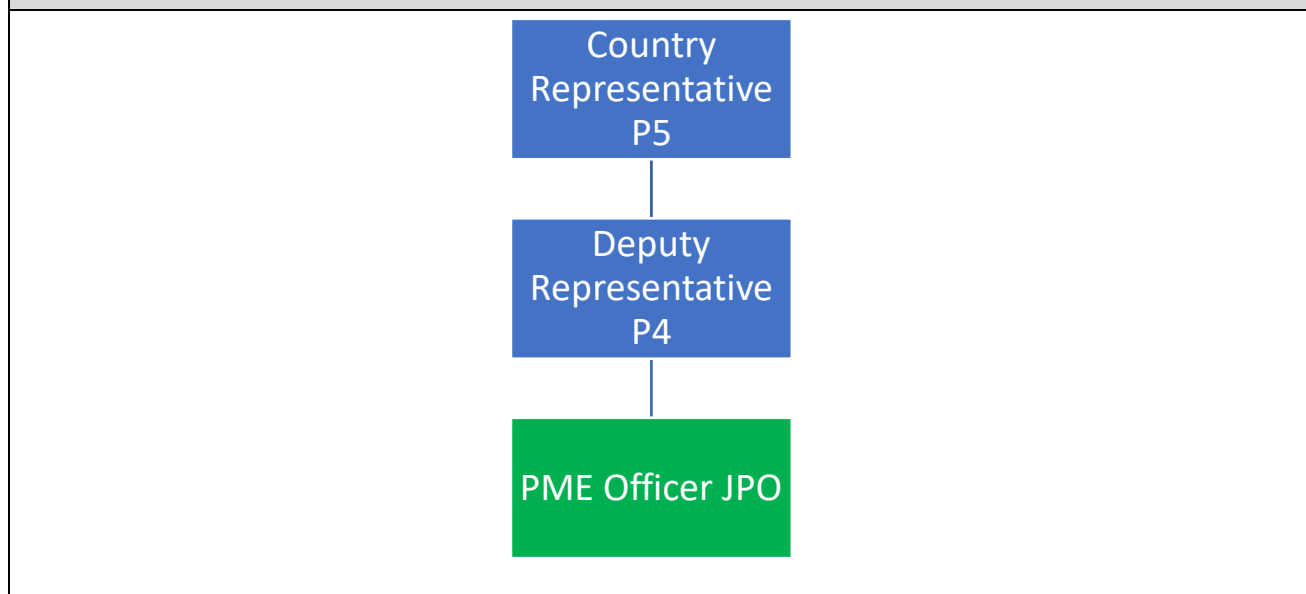 Country
Representative
P5
Deputy
Representative
P4
PME Officer JPO